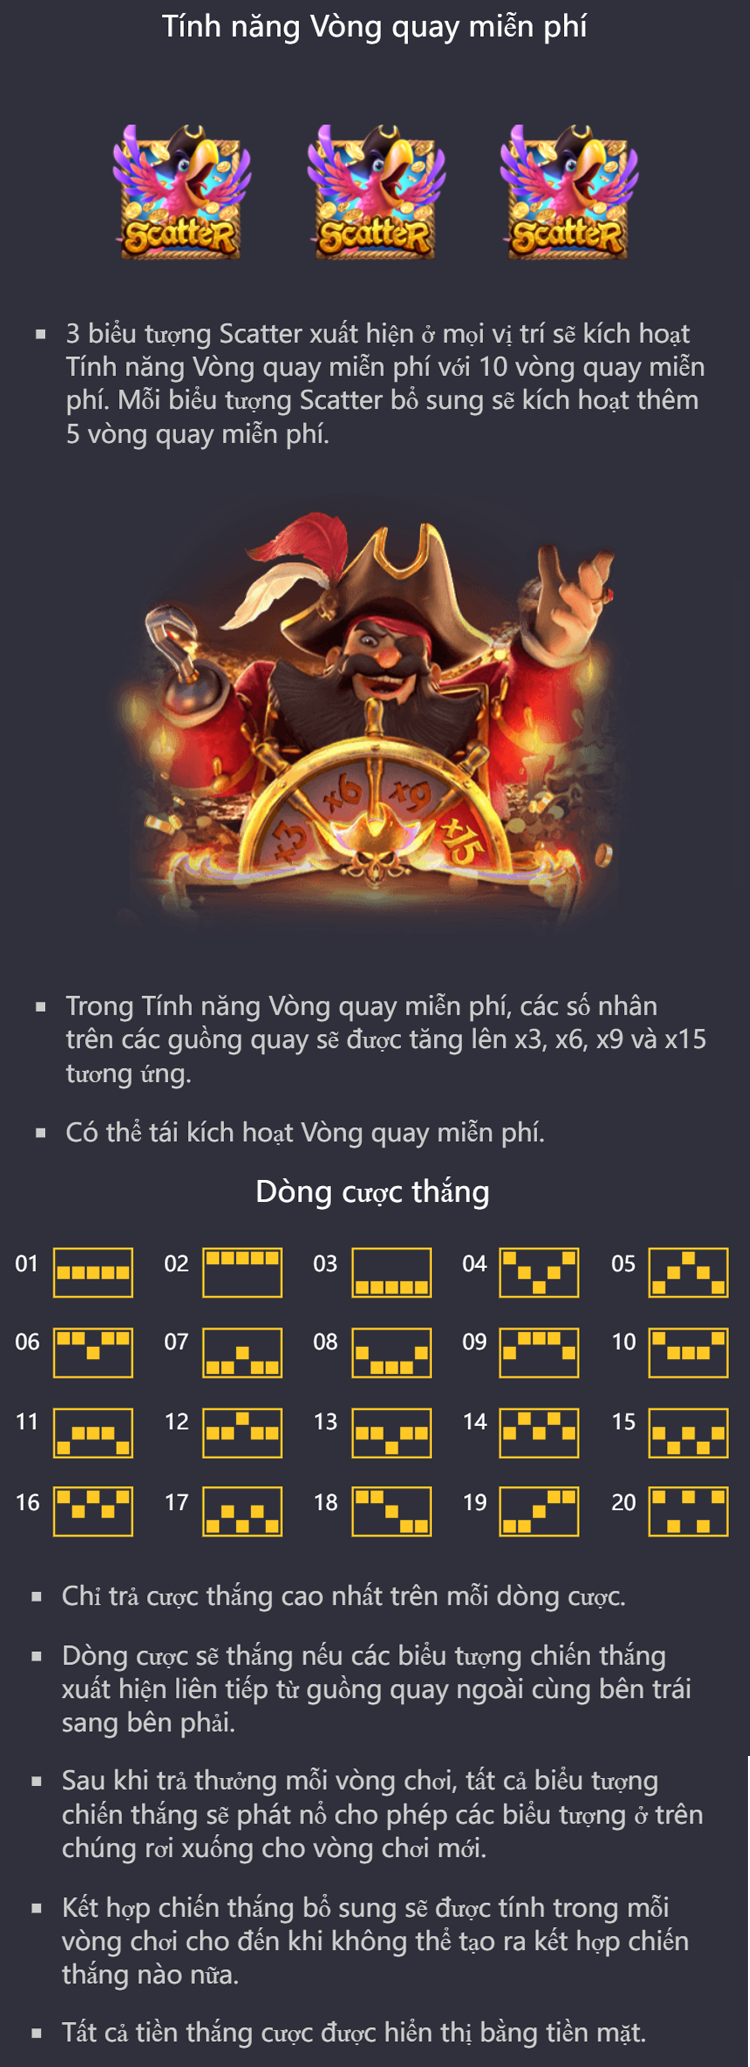 Tính năng Vòng quay miễn phí
Scatter Scatter Scatter
3 biểu tượng Scatter xuất hiện ở mọi vị trí sẽ kích hoạt
Tính năng Vòng quay miễn phí với 10 vòng quay miễn
phí. Mỗi biểu tượng Scatter bổ sung sẽ kích hoạt thêm
5 vòng quay miễn phí.
x3 x6 x9 x15
Trong Tính năng Vòng quay miễn phí, các số nhân
trên các guồng quay sẽ được tăng lên x3, x6, x9 và x15
tương ứng.
Có thể tái kích hoạt Vòng quay miễn phí.
Dòng cược thắng
01 02 03 04 05
06 07 08 09 10
11 12 13 14 15
16 17 18 19 20
Chỉ trả cược thắng cao nhất trên mỗi dòng cược.
Dòng cược sẽ thắng nếu các biểu tượng chiến thắng
xuất hiện liên tiếp từ guồng quay ngoài cùng bên trái
sang bên phải.
Sau khi trả thưởng mỗi vòng chơi, tất cả biểu tượng
chiến thắng sẽ phát nổ cho phép các biểu tượng ở trên
chúng rơi xuống cho vòng chơi mới.
Kết hợp chiến thắng bổ sung sẽ được tính trong mỗi
vòng chơi cho đến khi không thể tạo ra kết hợp chiến
thắng nào nữa.
Tất cả tiền thắng cược được hiển thị bằng tiền mặt.